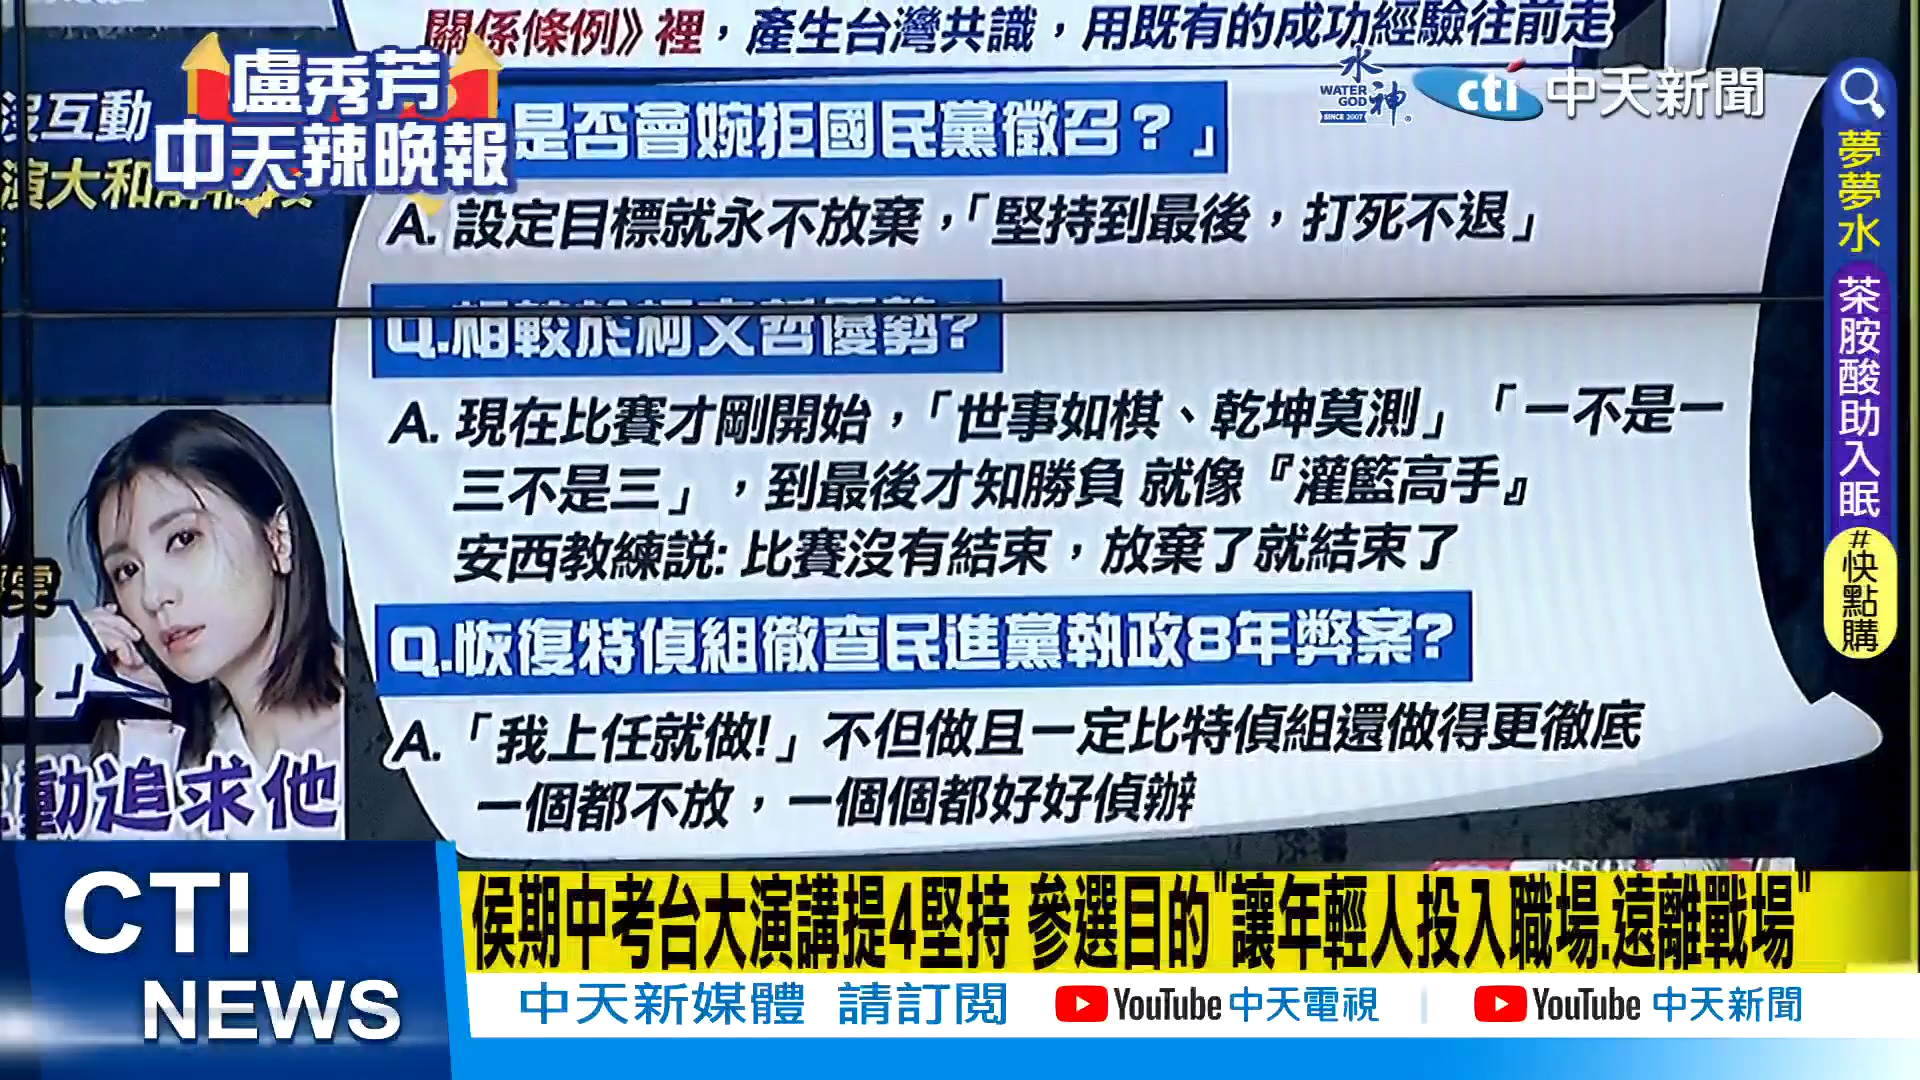 關係條例》裡，產生台灣共識，用既有的成功經驗往前走
盧秀芳
中天辣晚報
沒互動
演大和解
是否會婉拒國民黨徵召？」
A. 設定目標就永不放棄，「堅持到最後，打死不退」
Q.相較於柯文哲優勢?
A. 現在比賽才剛開始，「世事如棋、乾坤莫測」「一不是一
三不是三」，到最後才知勝負 就像『灌籃高手』
安西教練説: 比賽沒有結束，放棄了就結束了
Q.恢復特偵組徹查民進黨執政8年弊案?
A.「我上任就做!」不但做且一定比特偵組還做得更徹底
一個都不放，一個個都好好偵辦
人」
動追求他
水神
WATER GOD
SINCE 2007
cti 中天新聞
夢夢水
茶胺酸助入眠
#快點購
CTI NEWS
侯期中考台大演講提4堅持 參選目的"讓年輕人投入職場.遠離戰場"
中天新媒體 請訂閱 YouTube 中天電視 | YouTube 中天新聞